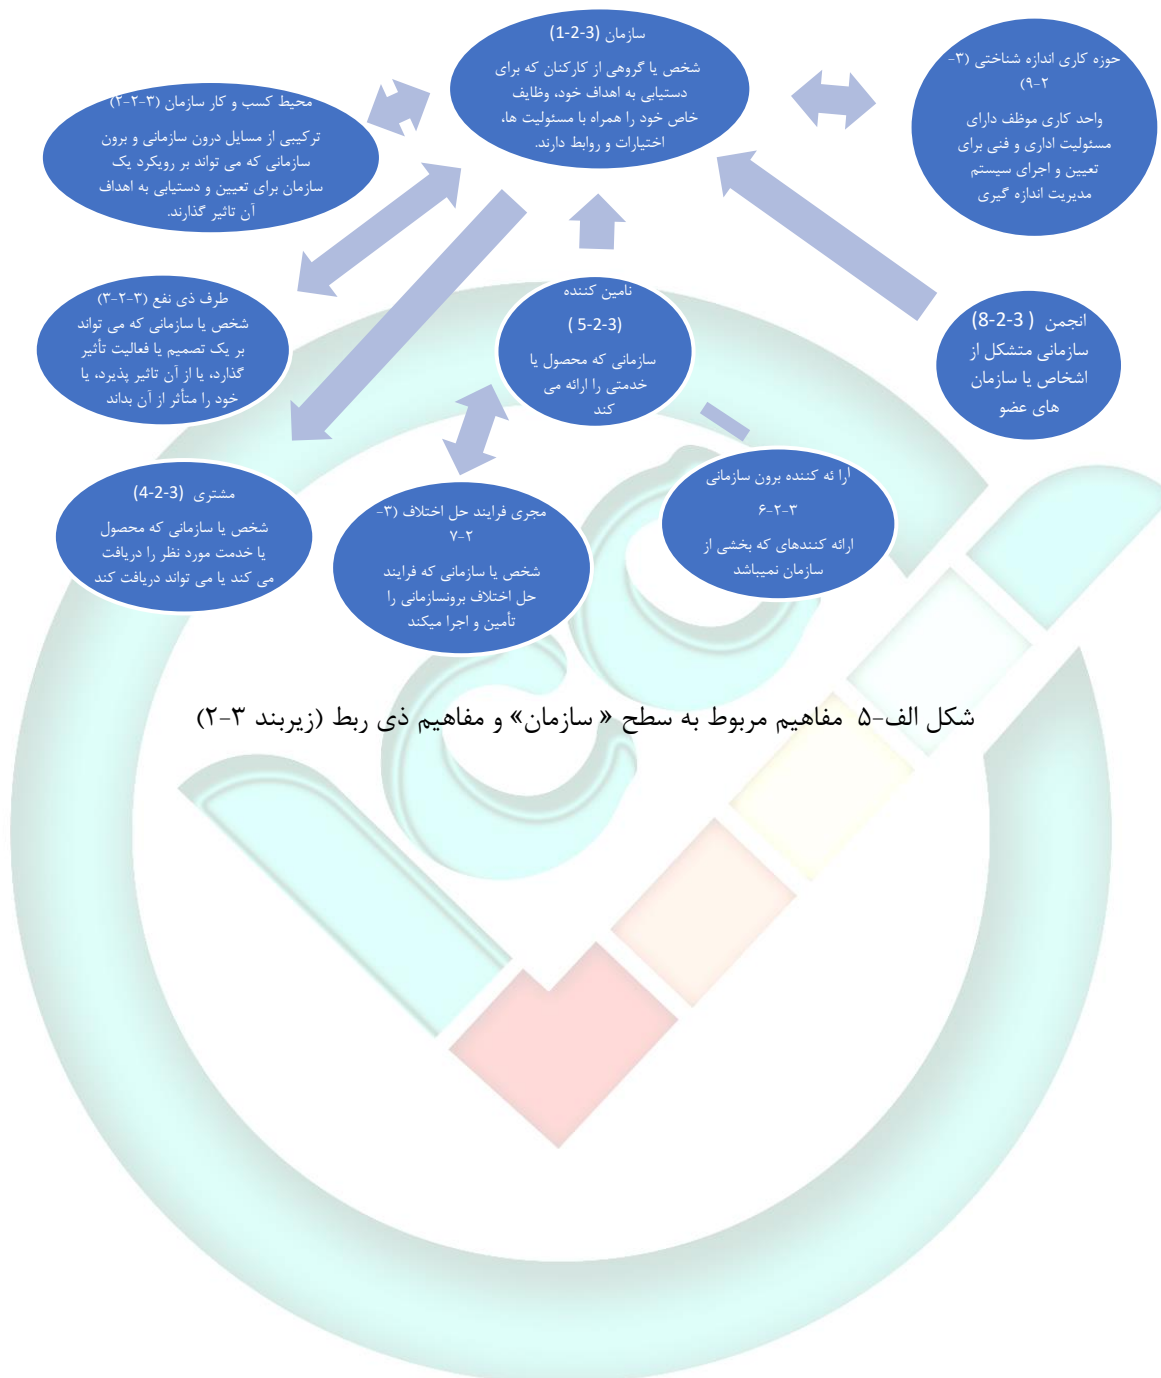 سازمان (3-2-1)
شخص یا گروهی از کارکنان که برای
دستیابی به اهداف خود، وظایف
خاص خود را همراه با مسئولیت ها،
اختیارات و روابط دارند.
حوزه کاری اندازه شناختی (۳-
۲-۹)
واحد کاری موظف دارای
مسئولیت اداری و فنی برای
تعیین و اجرای سیستم
مدیریت اندازه گیری
محیط کسب و کار سازمان (۳-۲-۲)
ترکیبی از مسایل درون سازمانی و برون
سازمانی که می تواند بر رویکرد یک
سازمان برای تعیین و دستیابی به اهداف
آن تاثیر گذارند.
طرف ذی نفع (۳-۲-۳)
شخص یا سازمانی که می تواند
بر یک تصمیم یا فعالیت تأثیر
گذارد، یا از آن تاثیر پذیرد، یا
خود را متأثر از آن بداند
تامین کننده
(3-2-5 )
سازمانی که محصول یا
خدمتی را ارائه می
کند
انجمن ( 3-2-8)
سازمانی متشکل از
اشخاص یا سازمان
های عضو
مشتری (3-2-4)
شخص یا سازمانی که محصول
یا خدمت مورد نظر را دریافت
می کند یا می تواند دریافت کند
مجری فرایند حل اختلاف (۳-
۲-۷
شخص یا سازمانی که فرایند
حل اختلاف برونسازمانی را
تأمین و اجرا میکند
ارا ئه کننده برون سازمانی
۳-۲-۶
ارائه کنندهای که بخشی از
سازمان نمیباشد
شکل الف-۵ مفاهیم مربوط به سطح « سازمان» و مفاهیم ذی ربط (زیربند ۳-۲)